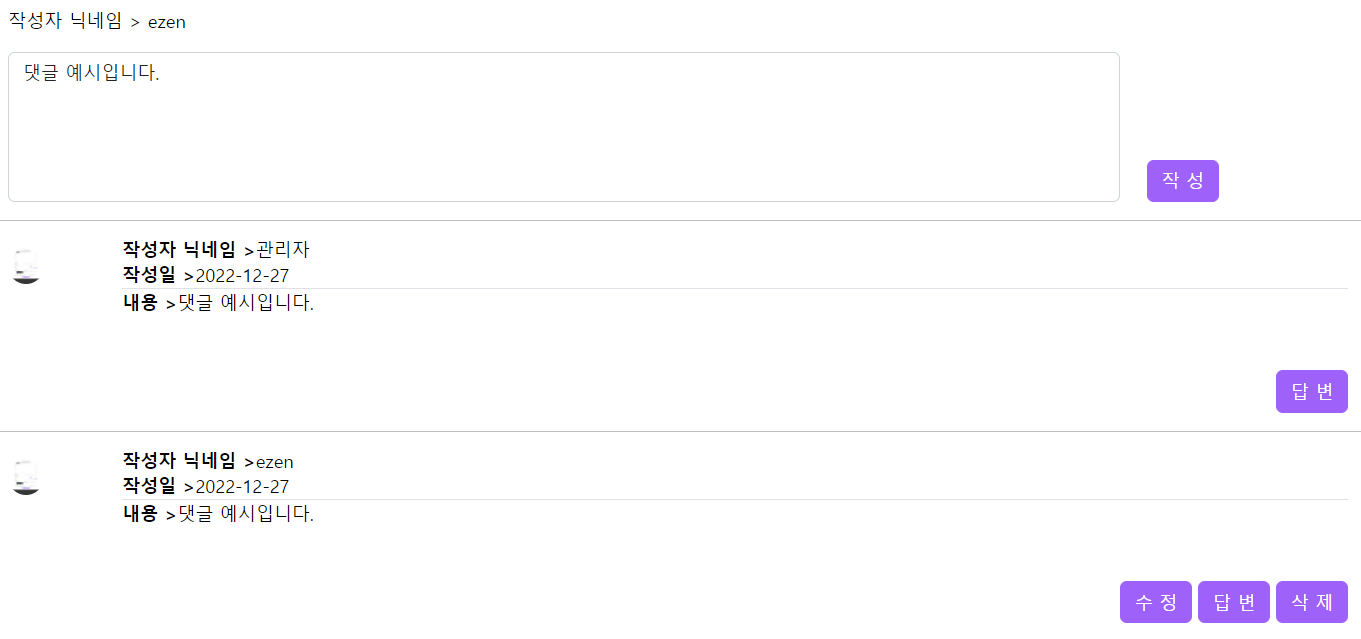 작성자 닉네임 > ezen
댓글 예시입니다.
작 성
작성자 닉네임 >관리자
작성일 >2022-12-27
내용 >댓글 예시입니다.
답 변
작성자 닉네임 >ezen
작성일 >2022-12-27
내용 >댓글 예시입니다.
수 정 답 변 삭 제